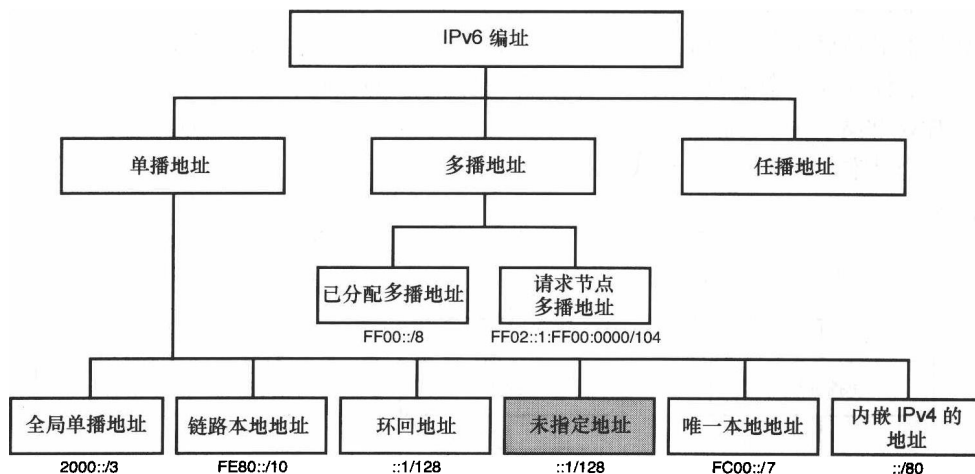 IPv6 编址
单播地址
多播地址
任播地址
已分配多播地址
FF00::/8
请求节点
多播地址
FF02::1:FF00:0000/104
全局单播地址
2000::/3
链路本地地址
FE80::/10
环回地址
::1/128
未指定地址
::1/128
唯一本地地址
FC00::/7
内嵌 IPv4 的
地址
::/80